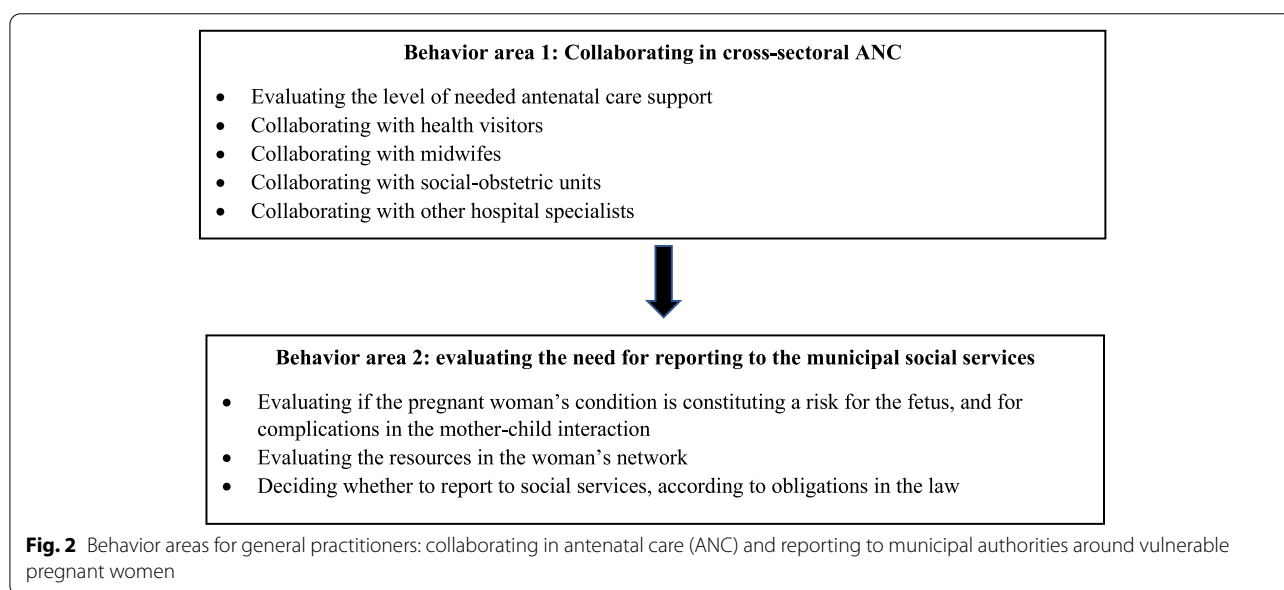 Behavior area 1: Collaborating in cross-sectoral ANC
• Evaluating the level of needed antenatal care support
• Collaborating with health visitors
• Collaborating with midwifes
• Collaborating with social-obstetric units
• Collaborating with other hospital specialists
Behavior area 2: evaluating the need for reporting to the municipal social services
• Evaluating if the pregnant woman's condition is constituting a risk for the fetus, and for
complications in the mother-child interaction
• Evaluating the resources in the woman's network
• Deciding whether to report to social services, according to obligations in the law
Fig. 2 Behavior areas for general practitioners: collaborating in antenatal care (ANC) and reporting to municipal authorities around vulnerable
pregnant women